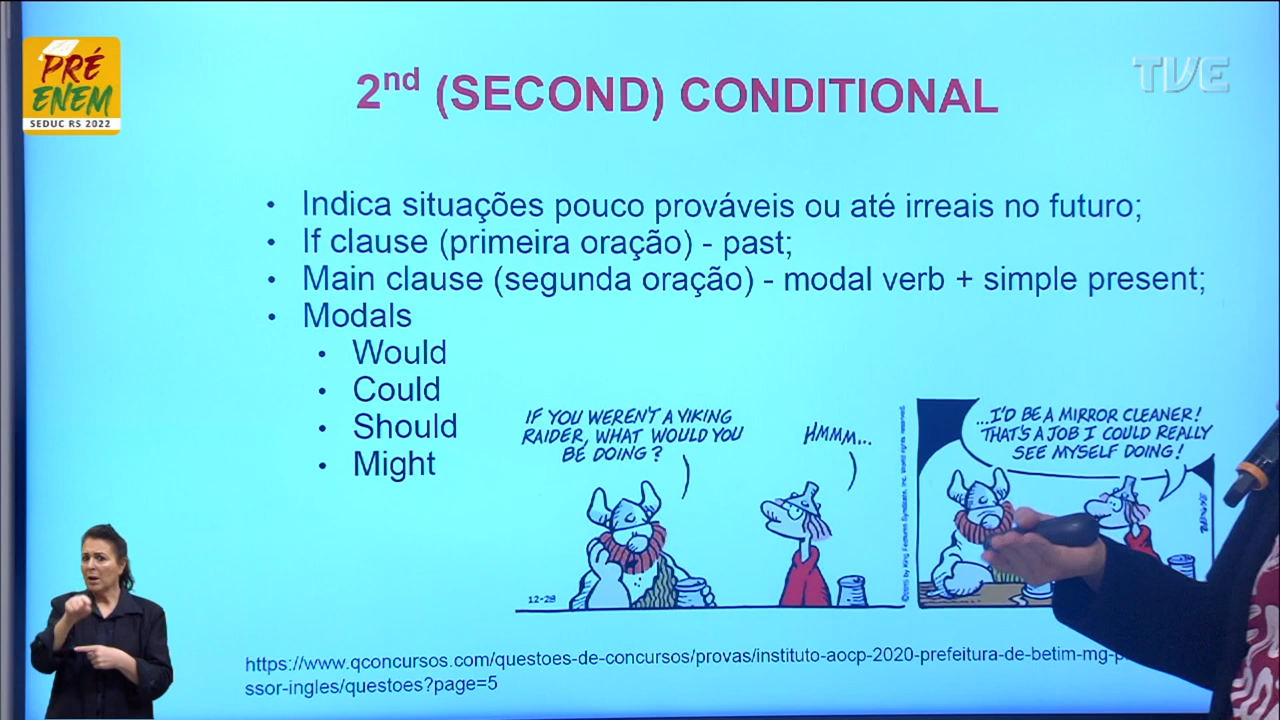 PRÉ
ENEM
SEDUC RS 2022
TVE
2nd (SECOND) CONDITIONAL
• Indica situações pouco prováveis ou até irreais no futuro;
• If clause (primeira oração) - past;
• Main clause (segunda oração) - modal verb + simple present;
• Modals
• Would
• Could
• Should
• Might
IF YOU WEREN'T A VIKING
RAIDER, WHAT WOULD YOU
BE DOING?
HMMM...
...I'D BE A MIRROR CLEANER!
THAT'S A JOB I COULD REALLY
SEE MYSELF DOING!
12-28
https://www.qconcursos.com/questoes-de-concursos/provas/instituto-aocp-2020-prefeitura-de-betim-mg-p
ssor-ingles/questoes?page=5